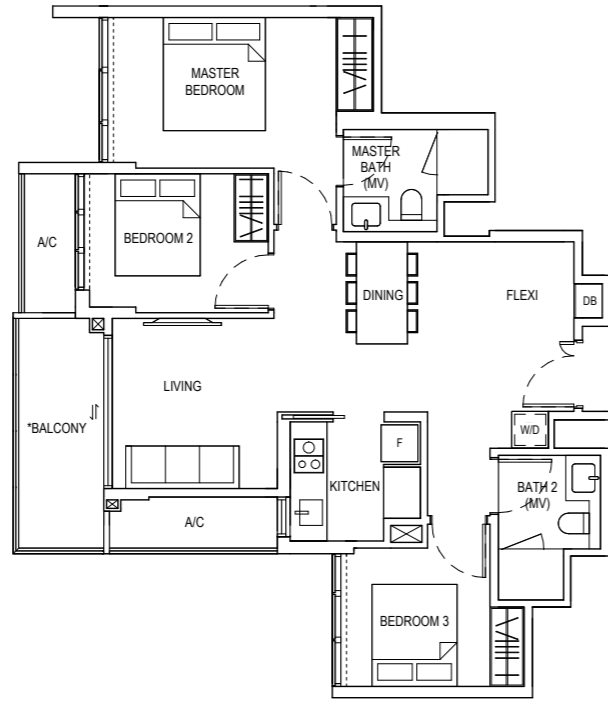 MASTER
BEDROOM
MASTER
BATH
(MV)
A/C
BEDROOM 2
DINING
FLEXI
DB
LIVING
*BALCONY
W/D
F
KITCHEN
BATH 2
(MV)
A/C
BEDROOM 3